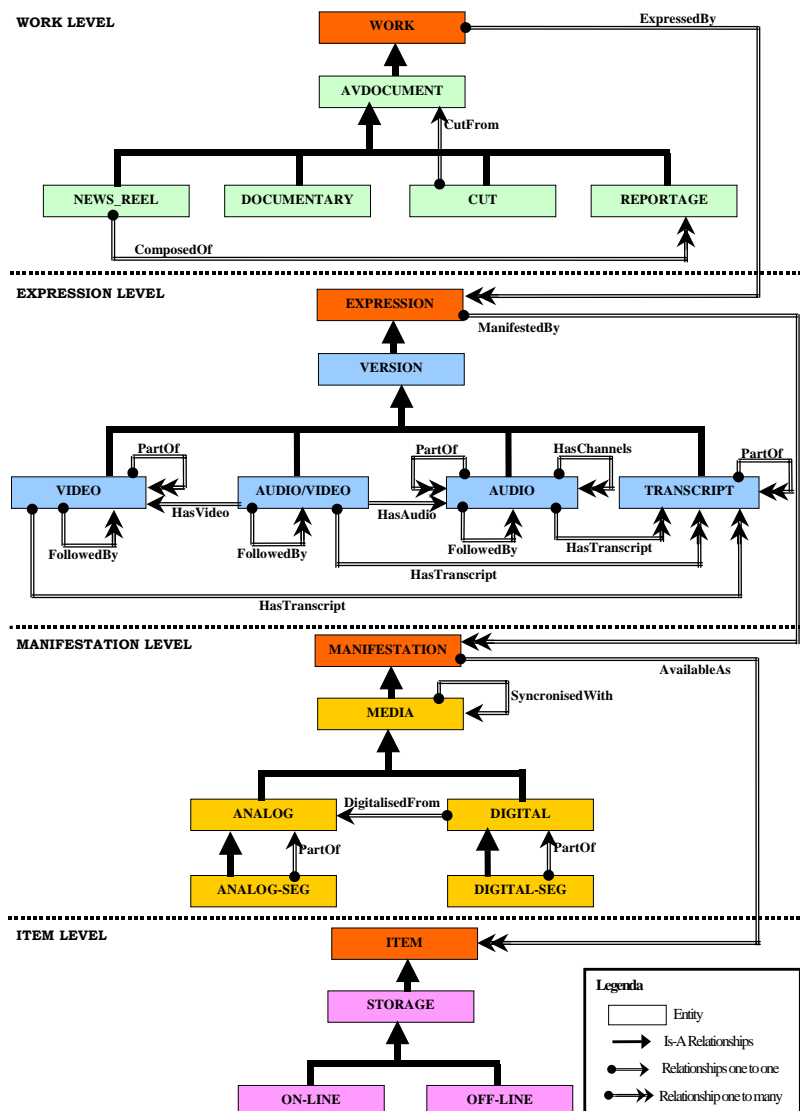 WORK LEVEL
WORK
ExpressedBy
AVDOCUMENT
CutFrom
NEWS_REEL
DOCUMENTARY
CUT
REPORTAGE
ComposedOf
EXPRESSION LEVEL
EXPRESSION
ManifestedBy
VERSION
PartOf
PartOf
HasChannels
PartOf
VIDEO
AUDIO/VIDEO
AUDIO
TRANSCRIPT
HasVideo
HasAudio
FollowedBy
FollowedBy
FollowedBy
HasTranscript
HasTranscript
HasTranscript
MANIFESTATION LEVEL
MANIFESTATION
AvailableAs
SyncronisedWith
MEDIA
DigitalisedFrom
ANALOG
DIGITAL
PartOf
PartOf
ANALOG-SEG
DIGITAL-SEG
ITEM LEVEL
ITEM
STORAGE
ON-LINE
OFF-LINE
Legenda
Entity
Is-A Relationships
Relationships one to one
Relationship one to many